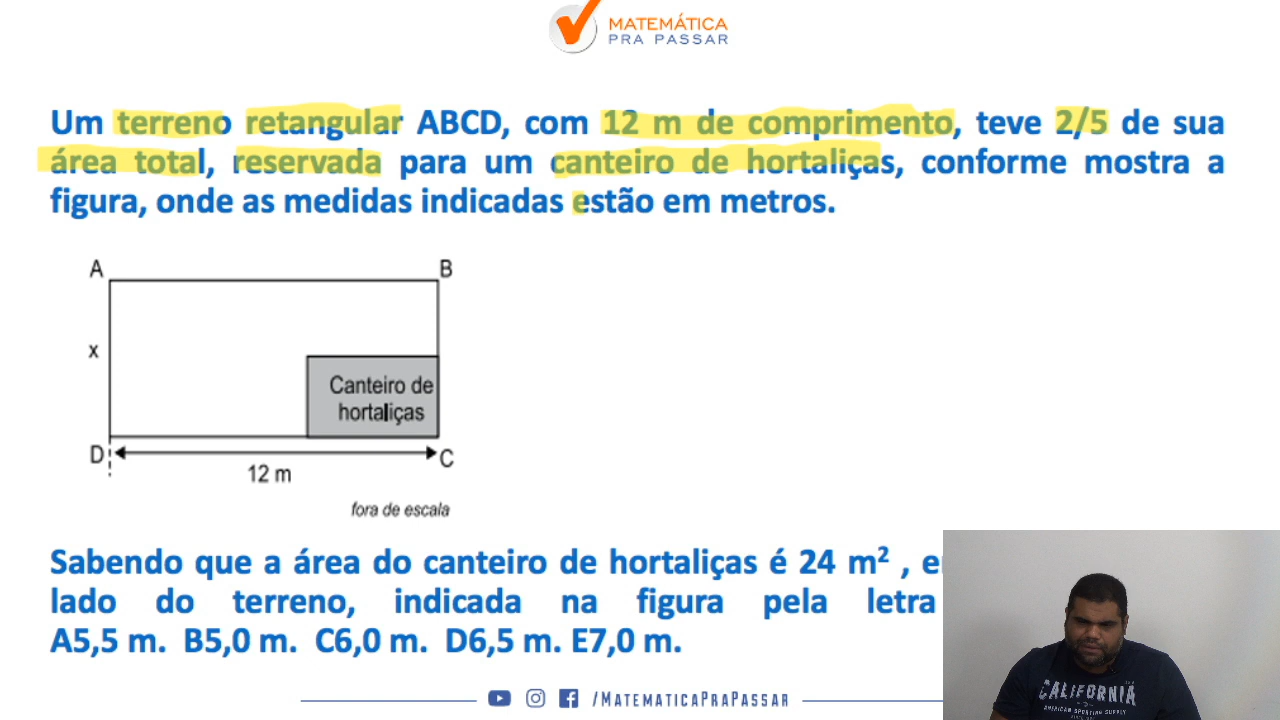 MATEMÁTICA
PRA PASSAR
Um terreno retangular ABCD, com 12 m de comprimento, teve 2/5 de sua
área total, reservada para um canteiro de hortaliças, conforme mostra a
figura, onde as medidas indicadas estão em metros.
A
B
x
Canteiro de
hortaliças
D
C
12 m
fora de escala
Sabendo que a área do canteiro de hortaliças é 24 m² ,
lado do terreno, indicada na figura pela letra
A5,5 m. B5,0 m. C6,0 m. D6,5 m. E7,0 m.
/MATEMATICAPRAPASSAR
CALIFORNIA
AMERICAN SPORTING SUPPLY